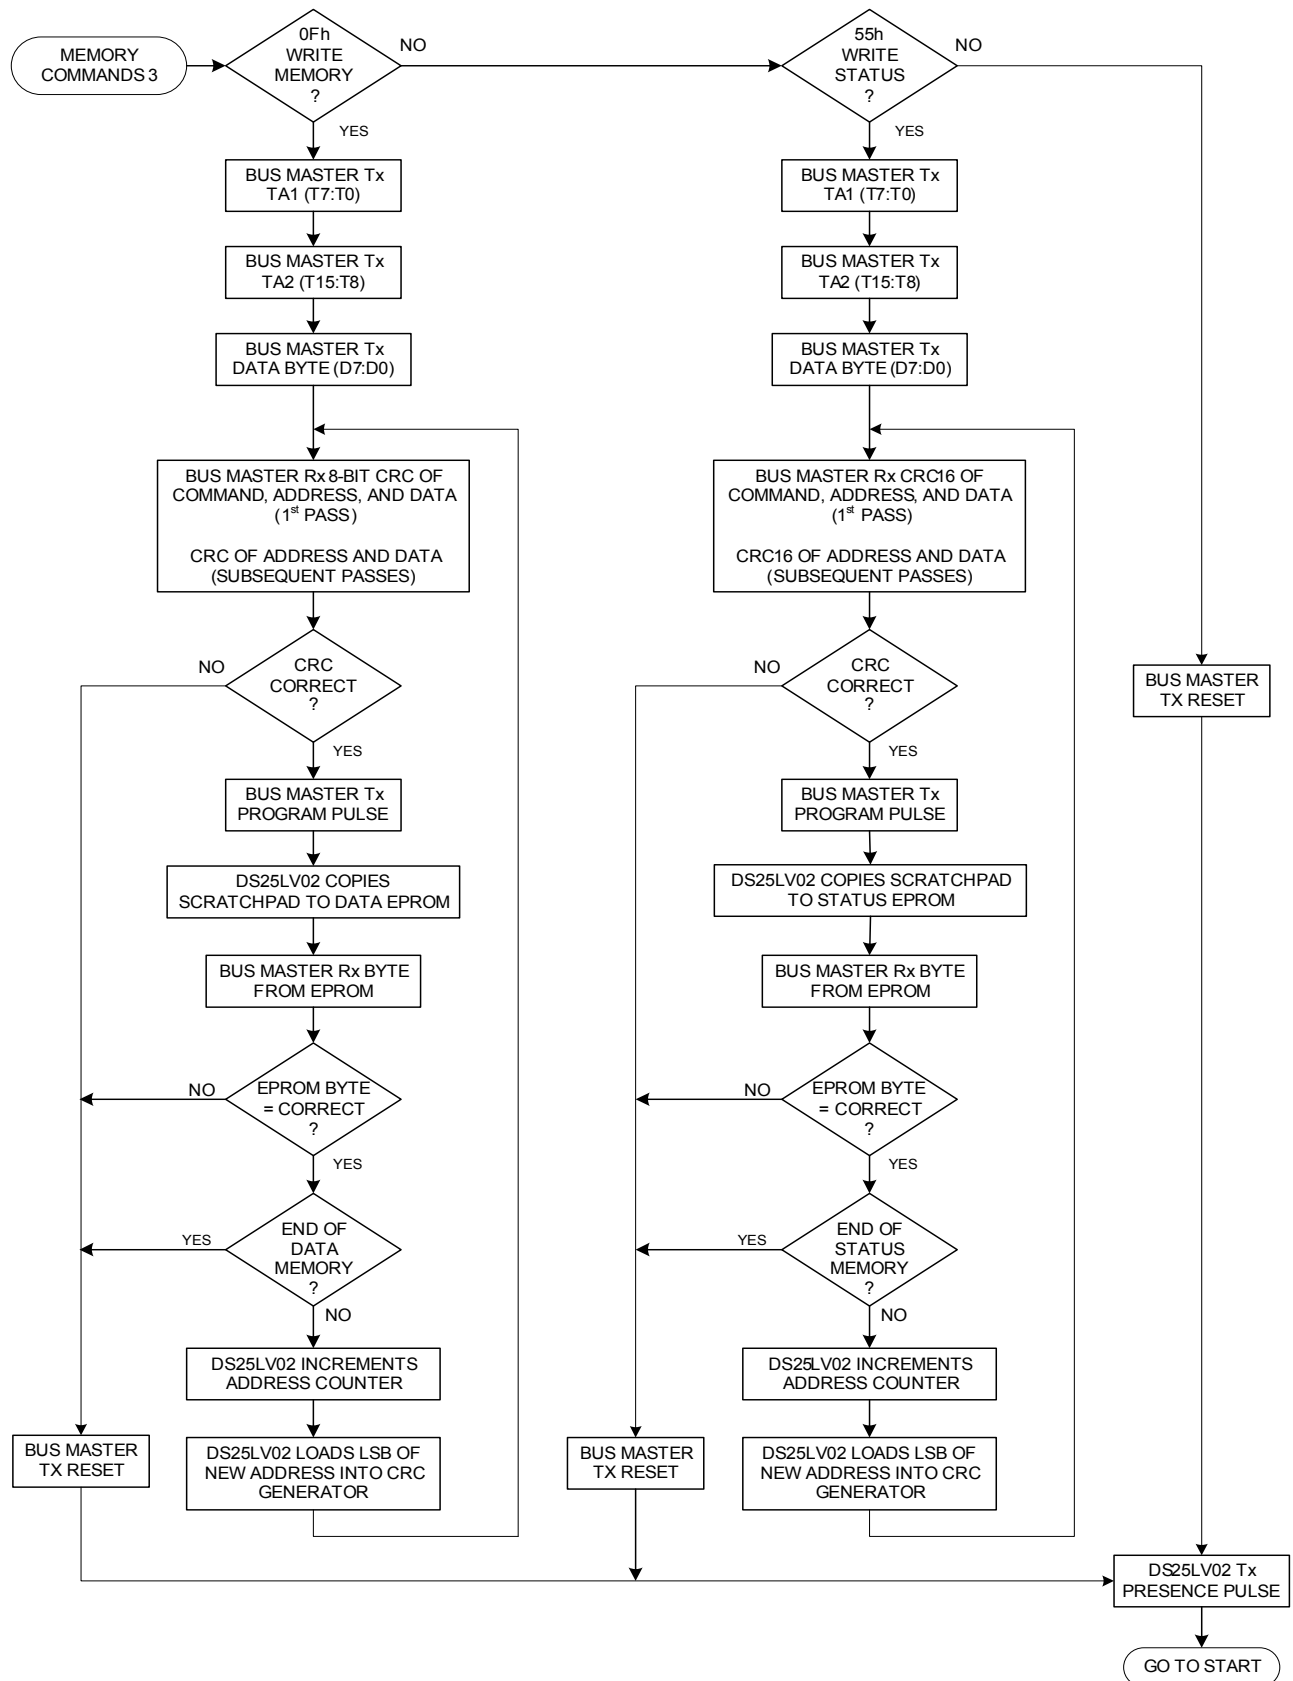 MEMORY
COMMANDS 3
0Fh
WRITE
MEMORY
?
NO
YES
BUS MASTER Tx
TA1 (T7:T0)
BUS MASTER Tx
TA2 (T15:T8)
BUS MASTER Tx
DATA BYTE (D7:D0)
BUS MASTER Rx 8-BIT CRC OF
COMMAND, ADDRESS, AND DATA
(1st PASS)
CRC OF ADDRESS AND DATA
(SUBSEQUENT PASSES)
CRC
CORRECT
?
NO
YES
BUS MASTER Tx
PROGRAM PULSE
DS25LV02 COPIES
SCRATCHPAD TO DATA EPROM
BUS MASTER Rx BYTE
FROM EPROM
EPROM BYTE
= CORRECT
?
NO
YES
END OF
DATA
MEMORY
?
YES
NO
DS25LV02 INCREMENTS
ADDRESS COUNTER
DS25LV02 LOADS LSB OF
NEW ADDRESS INTO CRC
GENERATOR
BUS MASTER
TX RESET
55h
WRITE
STATUS
?
NO
YES
BUS MASTER Tx
TA1 (T7:T0)
BUS MASTER Tx
TA2 (T15:T8)
BUS MASTER Tx
DATA BYTE (D7:D0)
BUS MASTER Rx CRC16 OF
COMMAND, ADDRESS, AND DATA
(1st PASS)
CRC16 OF ADDRESS AND DATA
(SUBSEQUENT PASSES)
CRC
CORRECT
?
NO
YES
BUS MASTER Tx
PROGRAM PULSE
DS25LV02 COPIES SCRATCHPAD
TO STATUS EPROM
BUS MASTER Rx BYTE
FROM EPROM
EPROM BYTE
= CORRECT
?
NO
YES
END OF
STATUS
MEMORY
?
YES
NO
DS25LV02 INCREMENTS
ADDRESS COUNTER
DS25LV02 LOADS LSB OF
NEW ADDRESS INTO CRC
GENERATOR
BUS MASTER
TX RESET
BUS MASTER
TX RESET
DS25LV02 Tx
PRESENCE PULSE
GO TO START